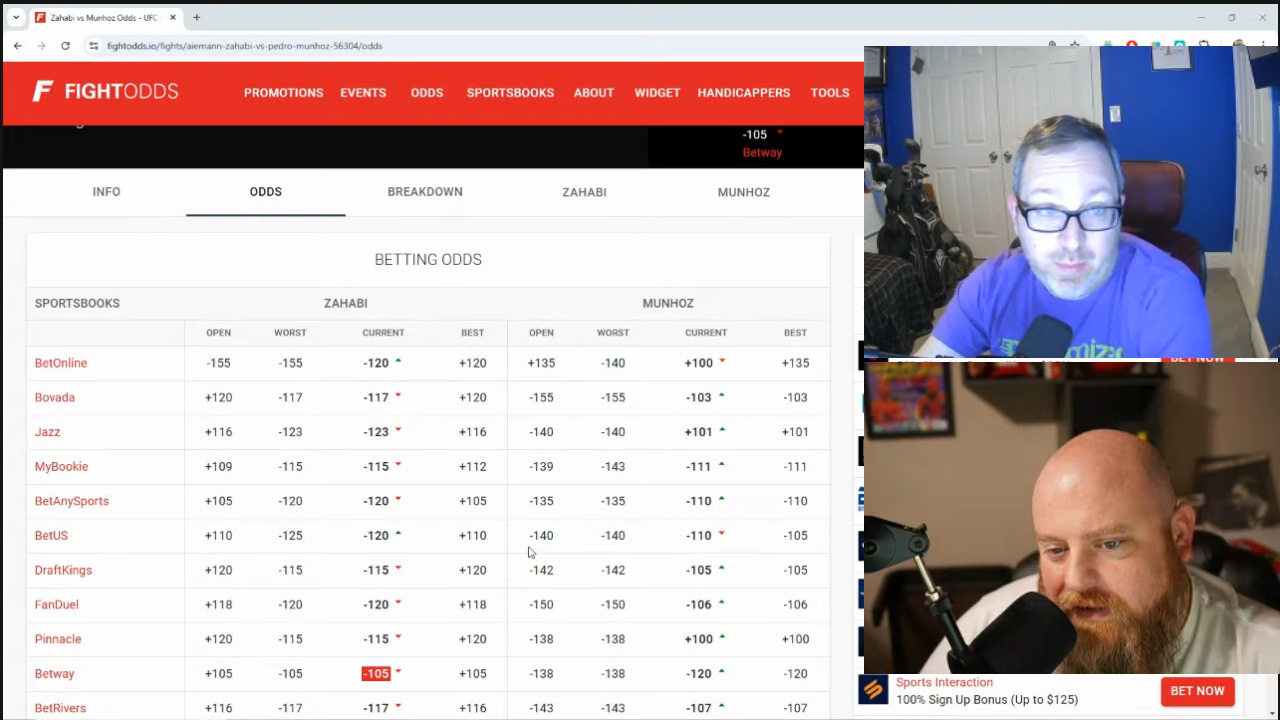 Zahabi vs Munhoz Odds - UFC
fightodds.io/fights/aiemann-zahabi-vs-pedro-munhoz-56304/odds
FIGHTODDS
PROMOTIONS EVENTS ODDS SPORTSBOOKS ABOUT WIDGET HANDICAPPERS TOOLS
-105
Betway
INFO ODDS BREAKDOWN ZAHABI MUNHOZ
BETTING ODDS
SPORTSBOOKS ZAHABI MUNHOZ
OPEN WORST CURRENT BEST OPEN WORST CURRENT BEST
BetOnline -155 -155 -120 +120 +135 -140 +100 +135
Bovada +120 -117 -117 +120 -155 -155 -103 -103
Jazz +116 -123 -123 +116 -140 -140 +101 +101
MyBookie +109 -115 -115 +112 -139 -143 -111 -111
BetAnySports +105 -120 -120 +105 -135 -135 -110 -110
BetUS +110 -125 -120 +110 -140 -140 -110 -105
DraftKings +120 -115 -115 +120 -142 -142 -105 -105
FanDuel +118 -120 -120 +118 -150 -150 -106 -106
Pinnacle +120 -115 -115 +120 -138 -138 +100 +100
Betway +105 -105 -105 +105 -138 -138 -120 -120
BetRivers +116 -117 -117 +116 -143 -143 -107 -107
BET NOW
Sports Interaction
100% Sign Up Bonus (Up to $125)
BET NOW